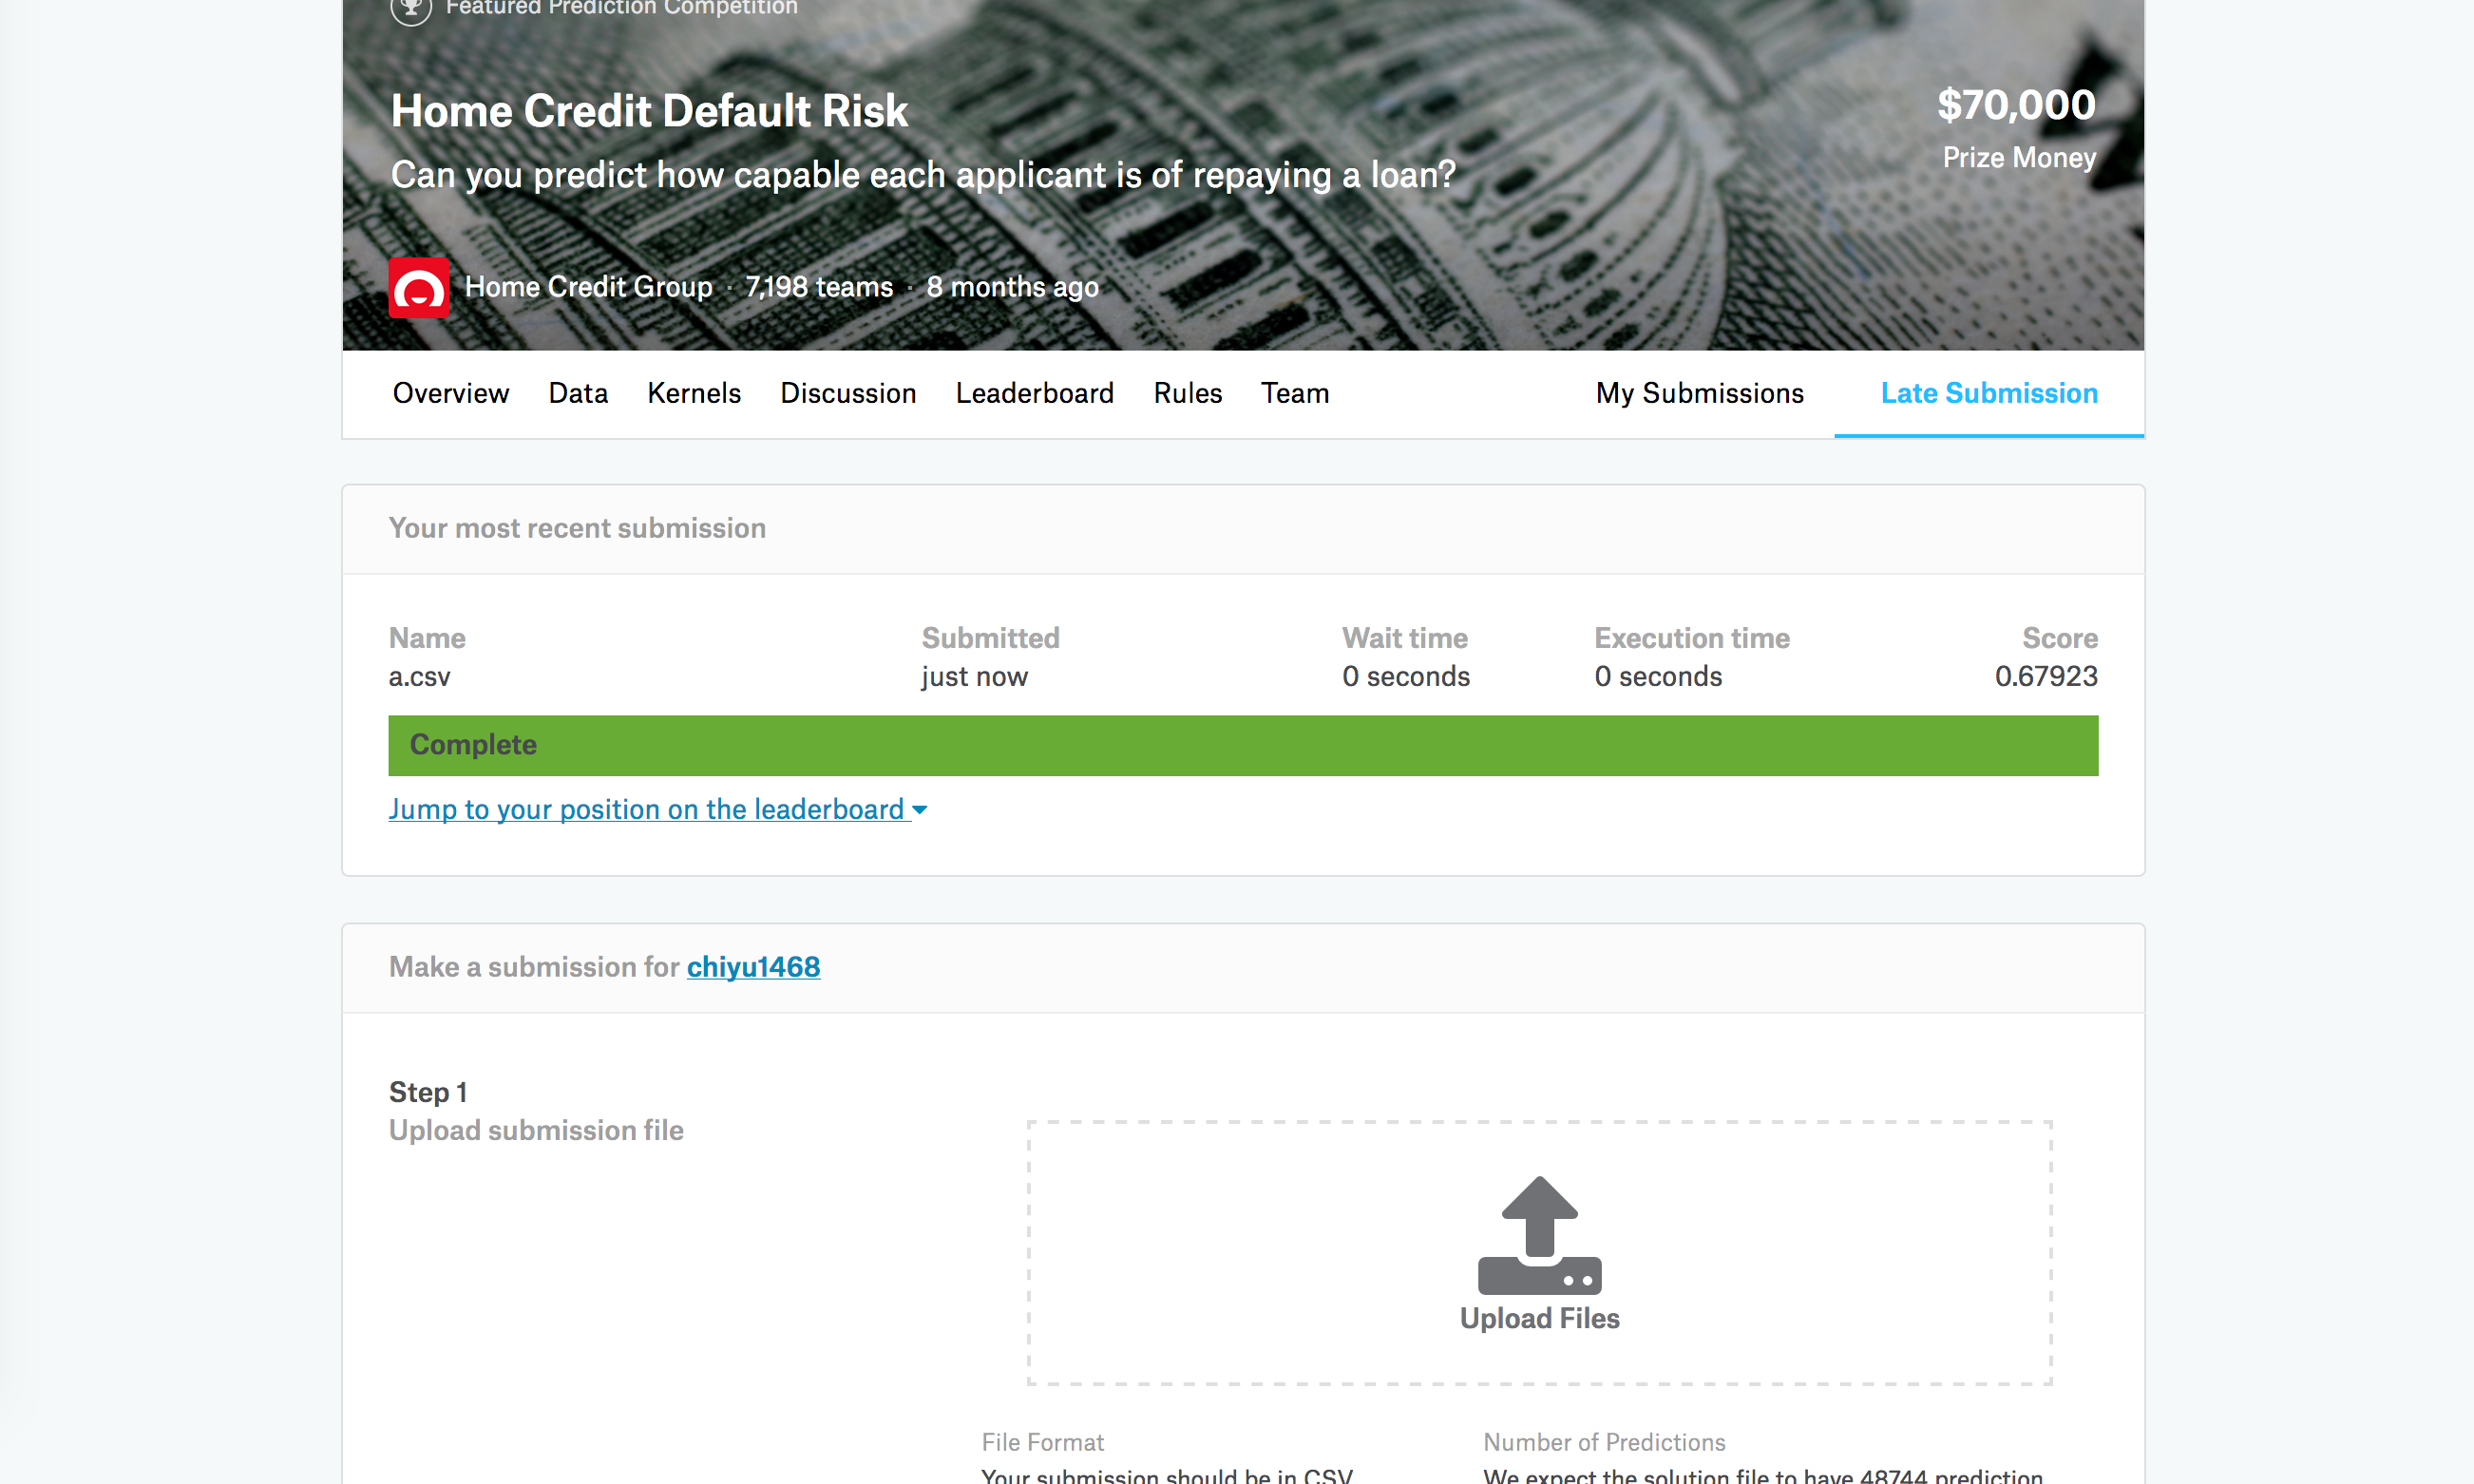 Featured Prediction Competition
Home Credit Default Risk
$70,000
Can you predict how capable each applicant is of repaying a loan?
Prize Money
Home Credit Group · 7,198 teams · 8 months ago
Overview Data Kernels Discussion Leaderboard Rules Team My Submissions Late Submission
Your most recent submission
Name Submitted Wait time Execution time Score
a.csv just now 0 seconds 0 seconds 0.67923
Complete
Jump to your position on the leaderboard
Make a submission for chiyu1468
Step 1
Upload submission file
Upload Files
File Format Number of Predictions
Your submission should be in CSV We expect the solution file to have 48744 prediction